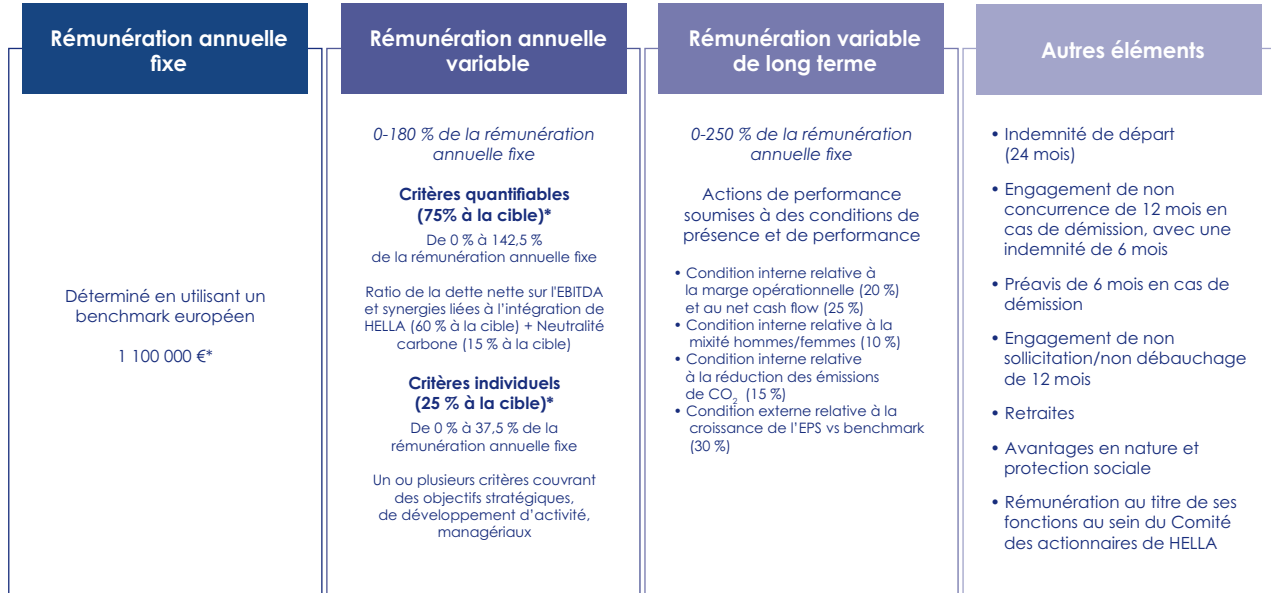 Rémunération annuelle
fixe
Déterminé en utilisant un
benchmark européen
1 100 000 €*
Rémunération annuelle
variable
0-180 % de la rémunération
annuelle fixe
Critères quantifiables
(75% à la cible)*
De 0 % à 142,5 %
de la rémunération annuelle fixe
Ratio de la dette nette sur l'EBITDA
et synergies liées à l'intégration de
HELLA (60 % à la cible) + Neutralité
carbone (15 % à la cible)
Critères individuels
(25 % à la cible)*
De 0 % à 37,5 % de la
rémunération annuelle fixe
Un ou plusieurs critères couvrant
des objectifs stratégiques,
de développement d'activité,
managériaux
Rémunération variable
de long terme
0-250 % de la rémunération
annuelle fixe
Actions de performance
soumises à des conditions de
présence et de performance
• Condition interne relative à
la marge opérationnelle (20 %)
et au net cash flow (25 %)
• Condition interne relative à la
mixité hommes/femmes (10 %)
• Condition interne relative
à la réduction des émissions
de CO₂ (15 %)
• Condition externe relative à la
croissance de l'EPS vs benchmark
(30 %)
Autres éléments
• Indemnité de départ
(24 mois)
• Engagement de non
concurrence de 12 mois en
cas de démission, avec une
indemnité de 6 mois
• Préavis de 6 mois en cas de
démission
• Engagement de non
sollicitation/non débauchage
de 12 mois
• Retraites
• Avantages en nature et
protection sociale
• Rémunération au titre de ses
fonctions au sein du Comité
des actionnaires de HELLA